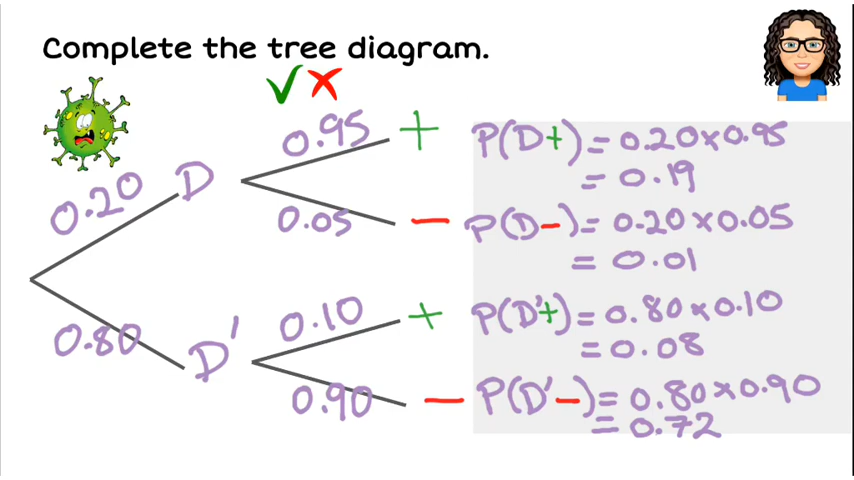 Complete the tree diagram.
0.20 D 0.95 + P(D+) = 0.20 × 0.95
= 0.19
0.05 − P(D−) = 0.20 × 0.05
= 0.01
0.80 D' 0.10 + P(D'+) = 0.80 × 0.10
= 0.08
0.90 − P(D'−) = 0.80 × 0.90
= 0.72